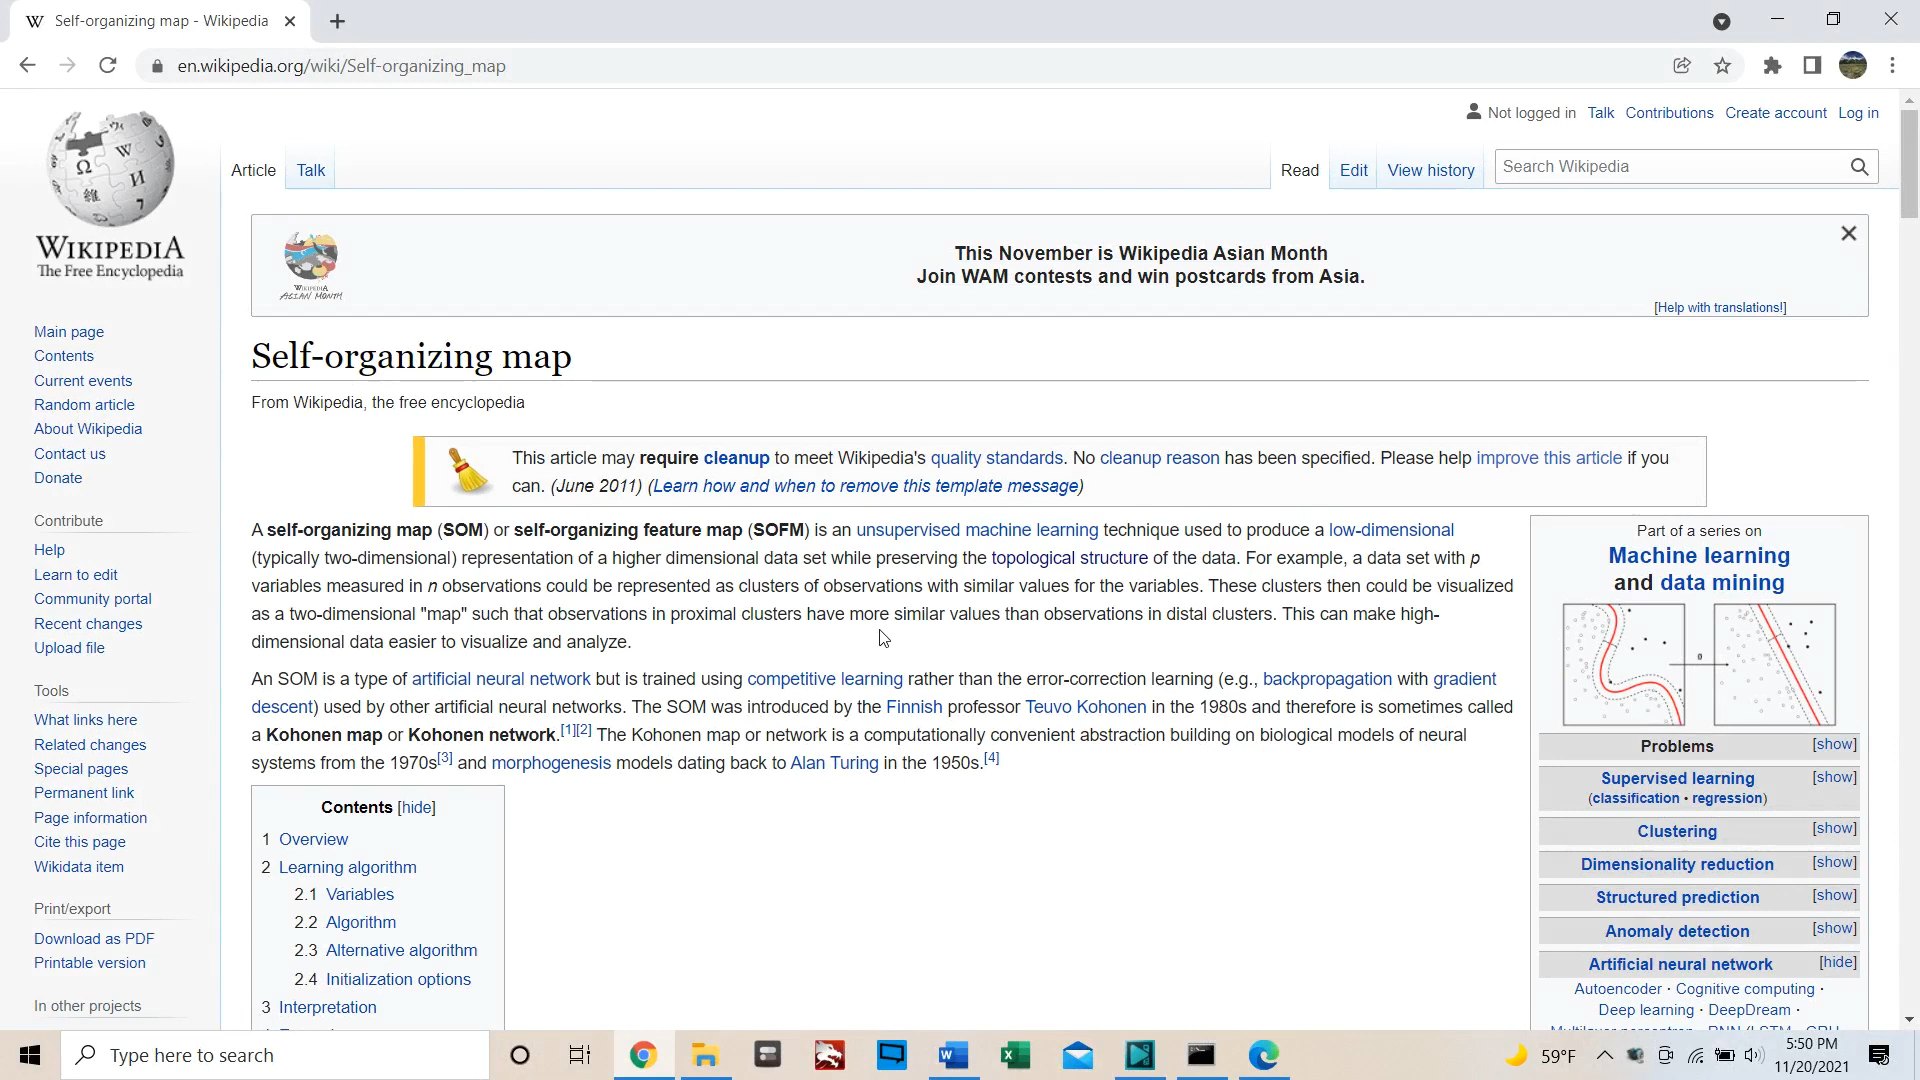 Self-organizing map - Wikipedia
en.wikipedia.org/wiki/Self-organizing_map
Not logged in Talk Contributions Create account Log in
WIKIPEDIA
The Free Encyclopedia
Article Talk Read Edit View history Search Wikipedia
This November is Wikipedia Asian Month
Join WAM contests and win postcards from Asia.
WIKIPEDIA
ASIAN MONTH
[Help with translations!]
Main page
Contents
Current events
Random article
About Wikipedia
Contact us
Donate
Contribute
Help
Learn to edit
Community portal
Recent changes
Upload file
Tools
What links here
Related changes
Special pages
Permanent link
Page information
Cite this page
Wikidata item
Print/export
Download as PDF
Printable version
In other projects
Self-organizing map
From Wikipedia, the free encyclopedia
This article may require cleanup to meet Wikipedia's quality standards. No cleanup reason has been specified. Please help improve this article if you
can. (June 2011) (Learn how and when to remove this template message)
A self-organizing map (SOM) or self-organizing feature map (SOFM) is an unsupervised machine learning technique used to produce a low-dimensional
(typically two-dimensional) representation of a higher dimensional data set while preserving the topological structure of the data. For example, a data set with p
variables measured in n observations could be represented as clusters of observations with similar values for the variables. These clusters then could be visualized
as a two-dimensional "map" such that observations in proximal clusters have more similar values than observations in distal clusters. This can make high-
dimensional data easier to visualize and analyze.
An SOM is a type of artificial neural network but is trained using competitive learning rather than the error-correction learning (e.g., backpropagation with gradient
descent) used by other artificial neural networks. The SOM was introduced by the Finnish professor Teuvo Kohonen in the 1980s and therefore is sometimes called
a Kohonen map or Kohonen network.[1][2] The Kohonen map or network is a computationally convenient abstraction building on biological models of neural
systems from the 1970s[3] and morphogenesis models dating back to Alan Turing in the 1950s.[4]
Contents [hide]
1 Overview
2 Learning algorithm
2.1 Variables
2.2 Algorithm
2.3 Alternative algorithm
2.4 Initialization options
3 Interpretation
Part of a series on
Machine learning
and data mining
Problems [show]
Supervised learning [show]
(classification • regression)
Clustering [show]
Dimensionality reduction [show]
Structured prediction [show]
Anomaly detection [show]
Artificial neural network [hide]
Autoencoder · Cognitive computing ·
Deep learning · DeepDream ·
Type here to search
59°F
5:50 PM
11/20/2021